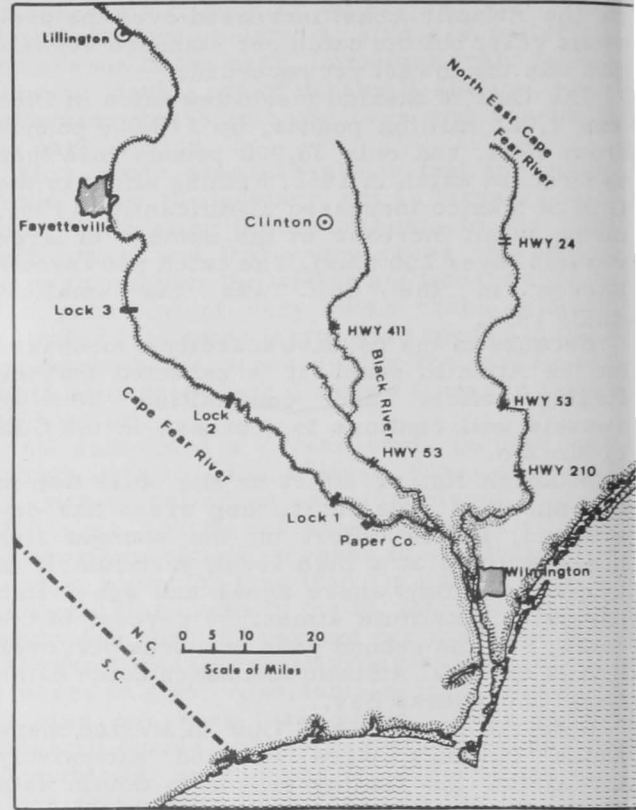 Lillington
North East Cape
Fear River
Fayetteville
Clinton
HWY 24
Lock 3
HWY 411
Black River
Cape Fear River
Lock
2
HWY 53
HWY 53
HWY 210
Lock 1
Paper Co.
Wilmington
N.C.
S.C.
0 5 10 20
Scale of Miles